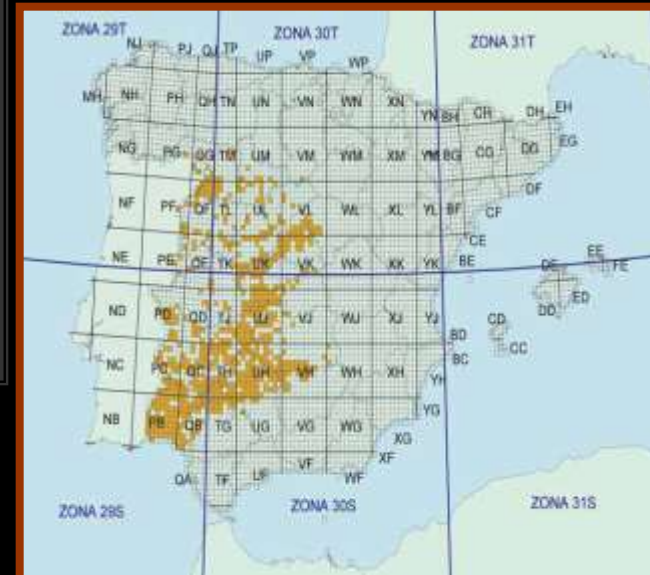 ZONA 29T
ZONA 30T
ZONA 31T
NJ PJ QJ TP UP VP WP
MH NH PH QH TN UN VN WN XN YN BH CH DH EH
NG PG QG TM UM VM WM XM YM BG CG DG EG
NF PF QF TL UL VL WL XL YL BF CF DF
NE PE QE TK UK VK WK XK YK BE CE DE EE FE
ND PD QD TJ UJ VJ WJ XJ YJ BD CD DD ED
NC PC QC TH UH VH WH XH YH BC CC
NB PB QB TG UG VG WG XG YG
QA TF UF VF WF XF
ZONA 29S
ZONA 30S
ZONA 31S